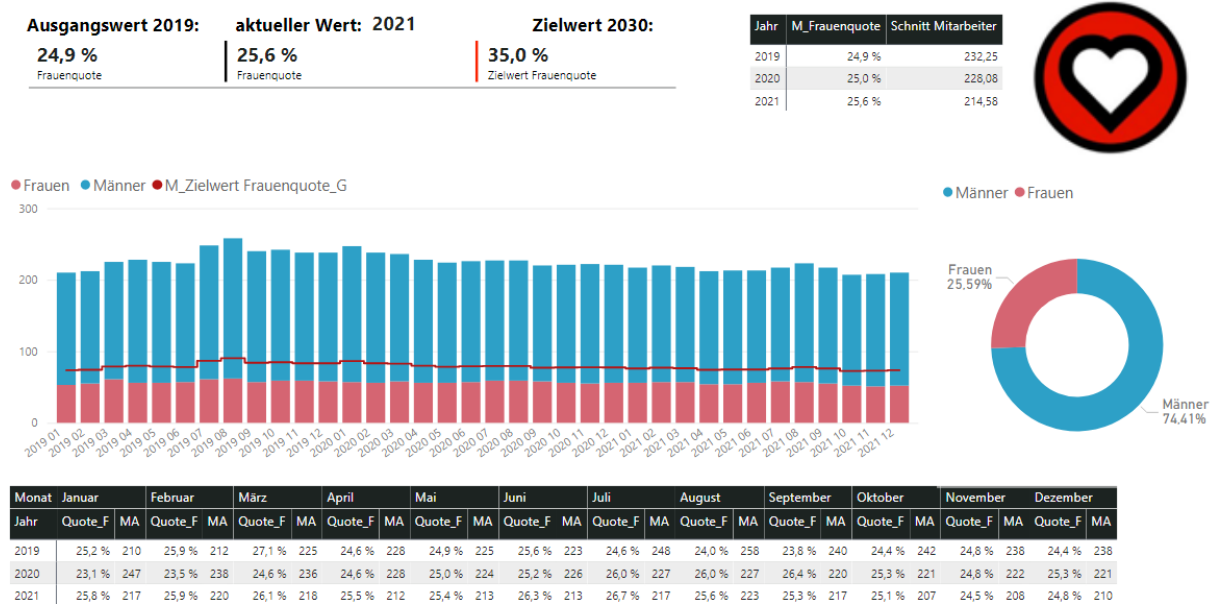 Ausgangswert 2019: aktueller Wert: 2021 Zielwert 2030:
24,9 % 25,6 % 35,0 %
Frauenquote Frauenquote Zielwert Frauenquote
Jahr M_Frauenquote Schnitt Mitarbeiter
2019 24,9 % 232,25
2020 25,0 % 228,08
2021 25,6 % 214,58
Frauen Männer M_Zielwert Frauenquote_G
300
200
100
0
2019 01 2019 02 2019 03 2019 04 2019 05 2019 06 2019 07 2019 08 2019 09 2019 10 2019 11 2019 12 2020 01 2020 02 2020 03 2020 04 2020 05 2020 06 2020 07 2020 08 2020 09 2020 10 2020 11 2020 12 2021 01 2021 02 2021 03 2021 04 2021 05 2021 06 2021 07 2021 08 2021 09 2021 10 2021 11 2021 12
Männer Frauen
Frauen
25,59%
Männer
74,41%
Monat Januar Februar März April Mai Juni Juli August September Oktober November Dezember
Jahr Quote_F MA Quote_F MA Quote_F MA Quote_F MA Quote_F MA Quote_F MA Quote_F MA Quote_F MA Quote_F MA Quote_F MA Quote_F MA Quote_F MA
2019 25,2 % 210 25,9 % 212 27,1 % 225 24,6 % 228 24,9 % 225 25,6 % 223 24,6 % 248 24,0 % 258 23,8 % 240 24,4 % 242 24,8 % 238 24,4 % 238
2020 23,1 % 247 23,5 % 238 24,6 % 236 24,6 % 228 25,0 % 224 25,2 % 226 26,0 % 227 26,0 % 227 26,4 % 220 25,3 % 221 24,8 % 222 25,3 % 221
2021 25,8 % 217 25,9 % 220 26,1 % 218 25,5 % 212 25,4 % 213 26,3 % 213 26,7 % 217 25,6 % 223 25,3 % 217 25,1 % 207 24,5 % 208 24,8 % 210